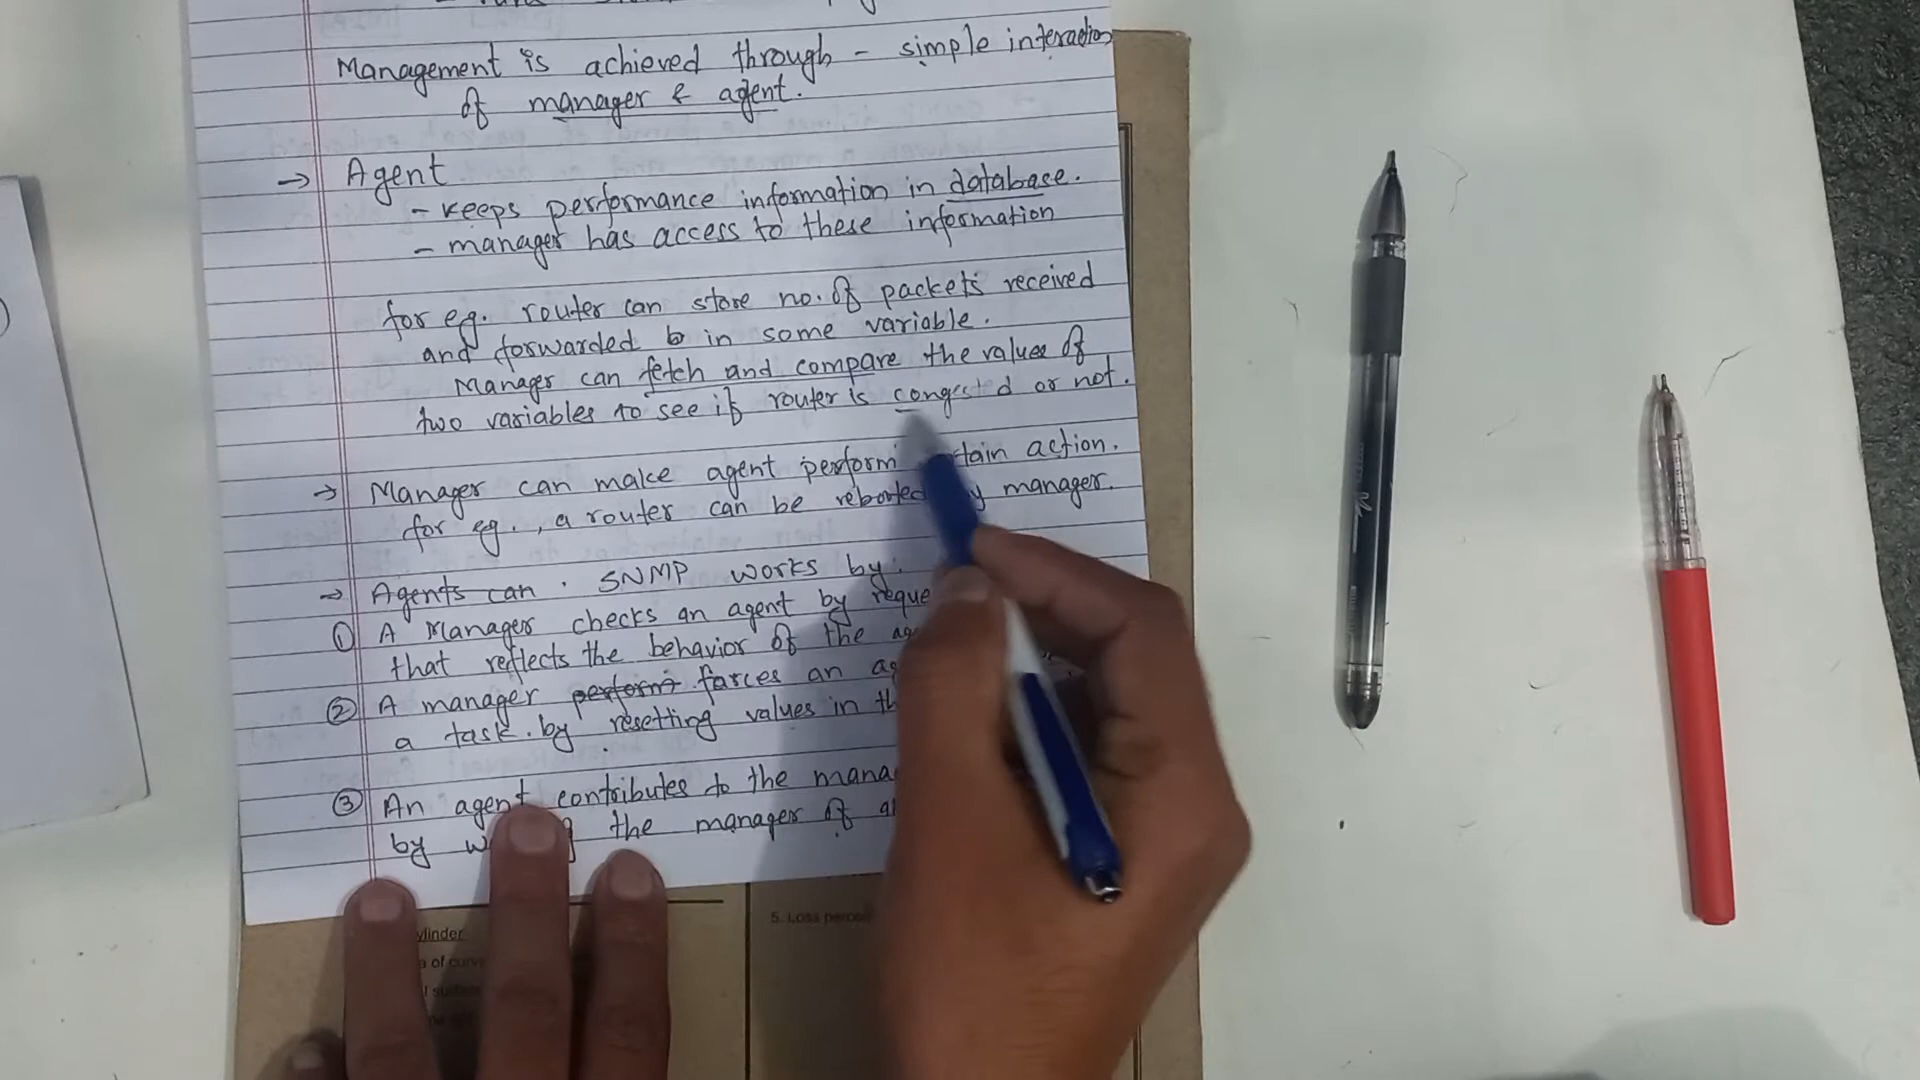 Management is achieved through - simple interaction
of manager & agent.
→ Agent
- keeps performance information in database.
- manager has access to these information
for eg. router can store no. of packets received
and forwarded in some variable.
Manager can fetch and compare the values of
two variables to see if router is congested or not.
→ Manager can make agent perform action.
for eg., a router can be rebooted manager.
→ Agents can . SNMP works by:
① A Manager checks an agent by
that reflects the behavior of the
② A manager perform forces an
a task by resetting values in
③ An agent contributes to the
by the manager of
ylinder
a of
5. Loss